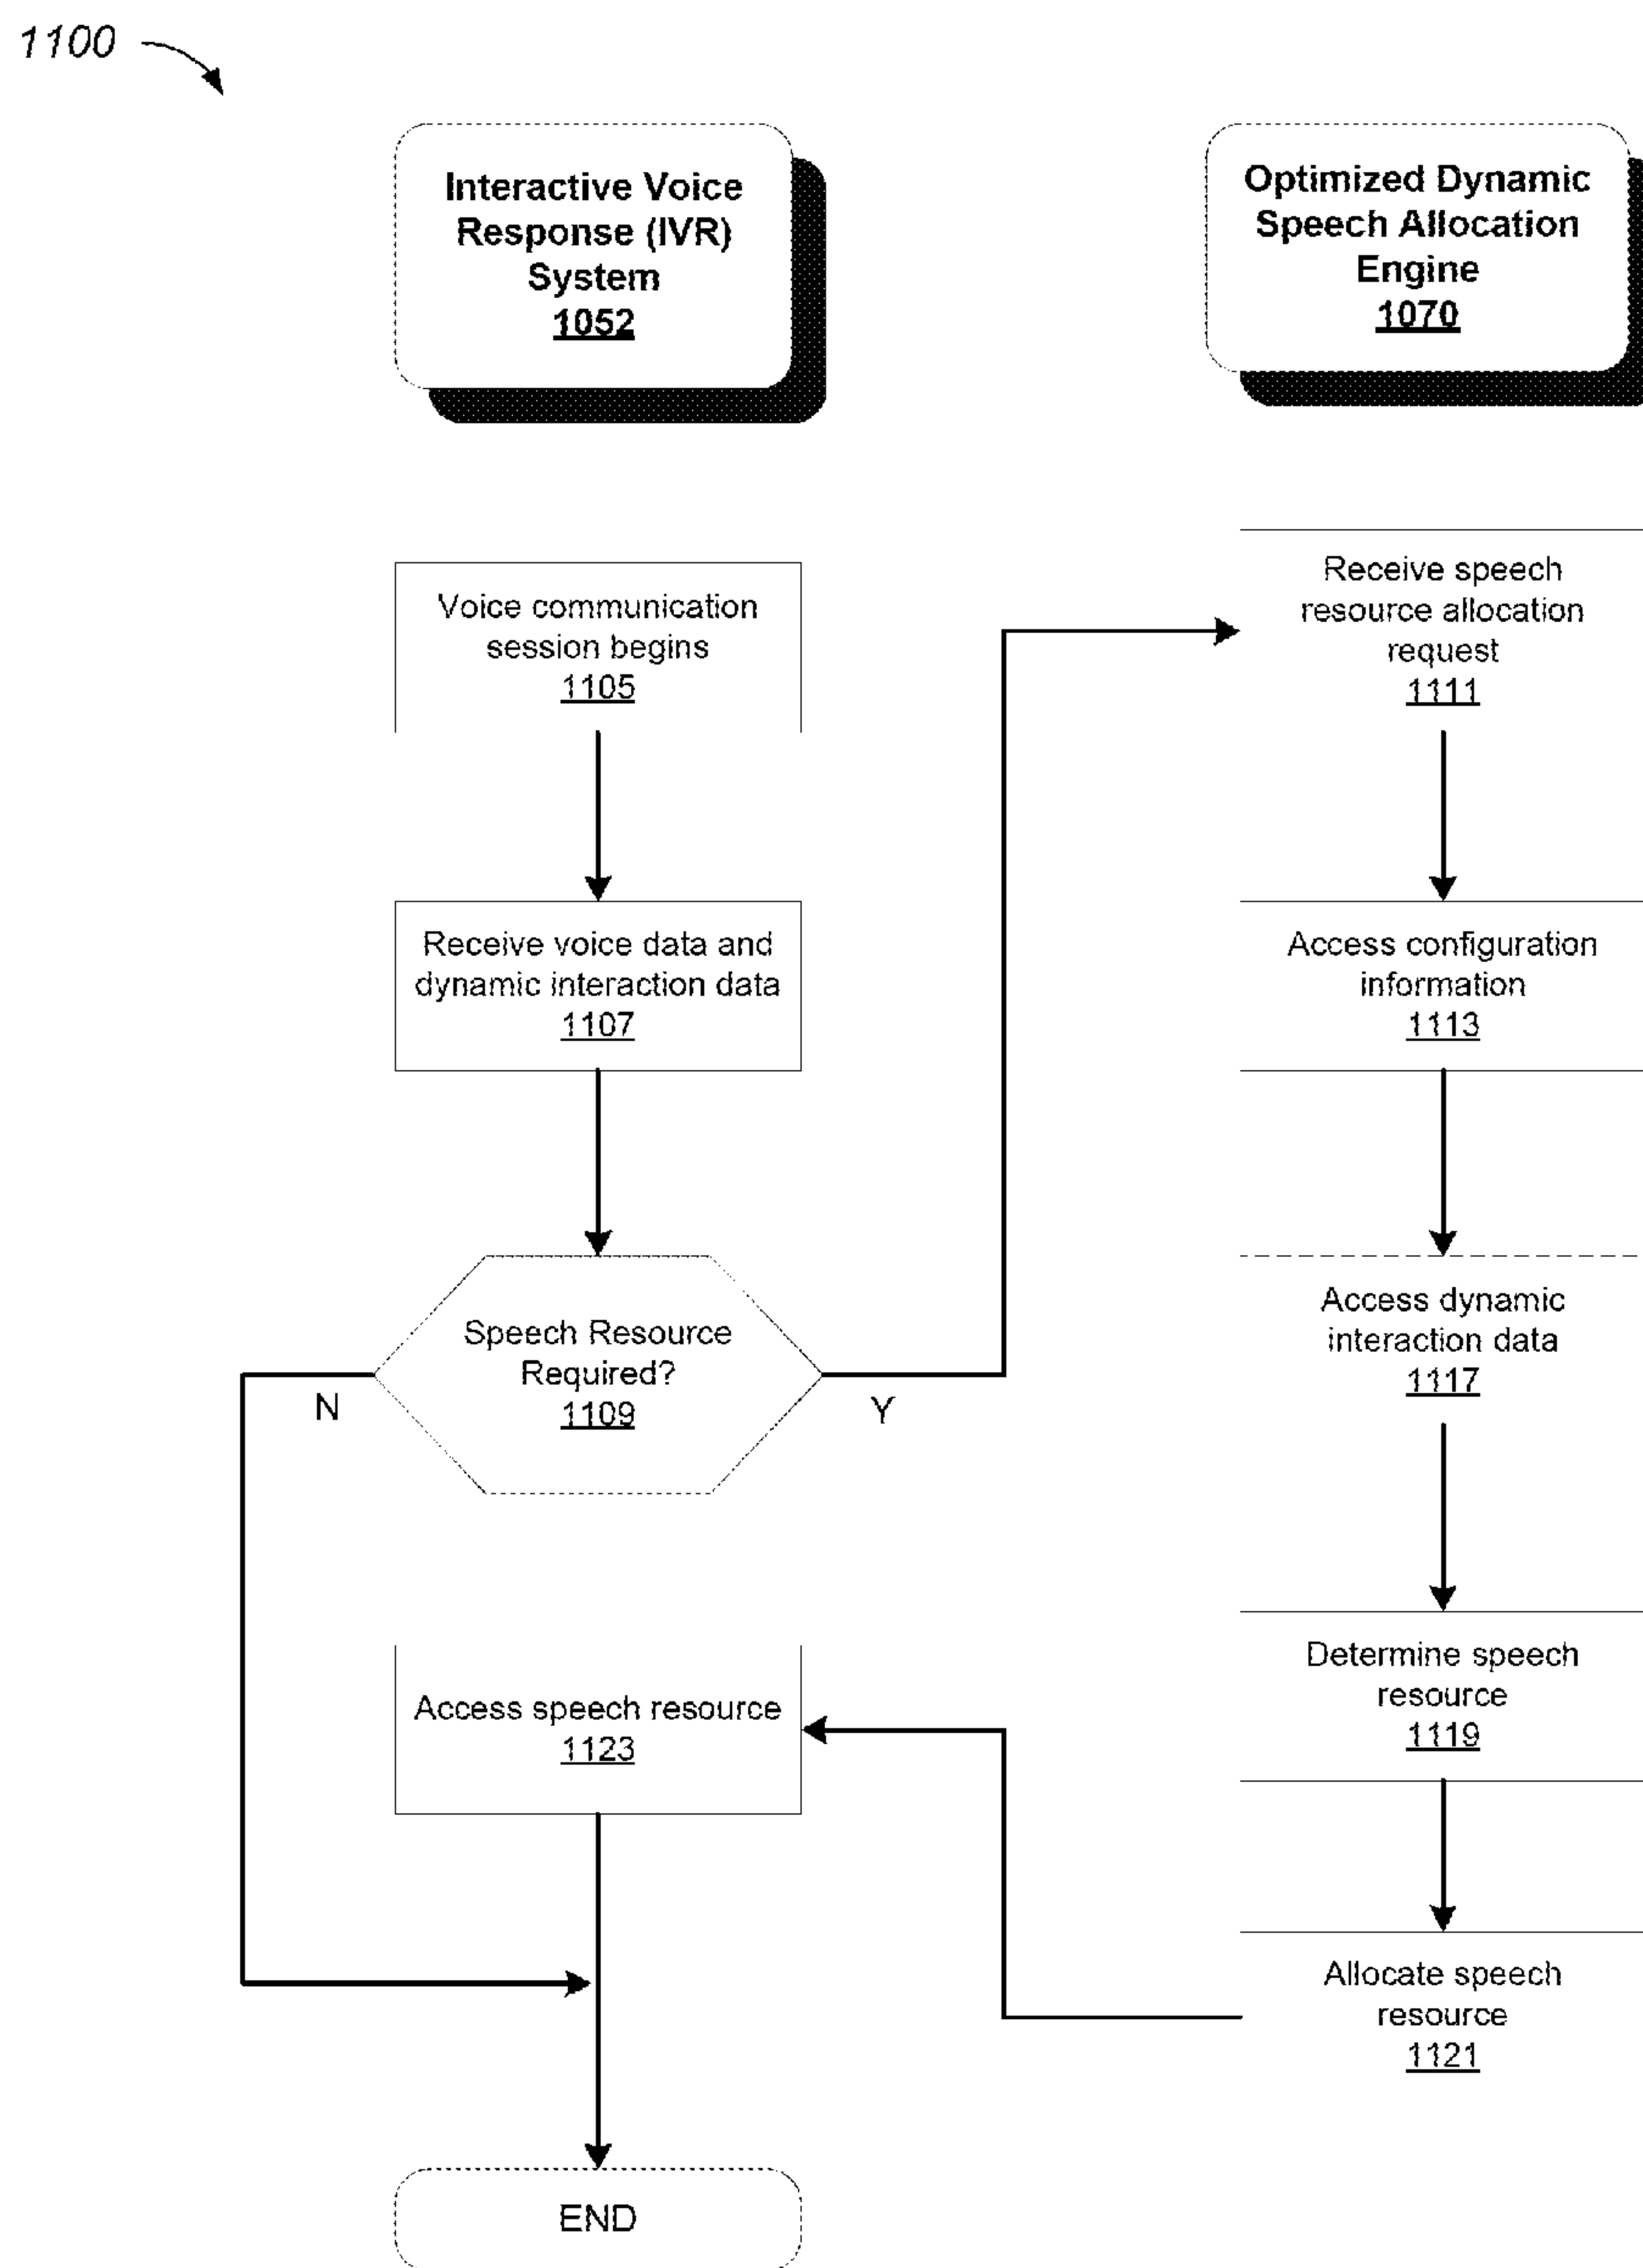 1100
Interactive Voice
Response (IVR)
System
1052
Optimized Dynamic
Speech Allocation
Engine
1070
Voice communication
session begins
1105
Receive voice data and
dynamic interaction data
1107
Speech Resource
Required?
1109
N
Y
Receive speech
resource allocation
request
1111
Access configuration
information
1113
Access dynamic
interaction data
1117
Determine speech
resource
1119
Allocate speech
resource
1121
Access speech resource
1123
END